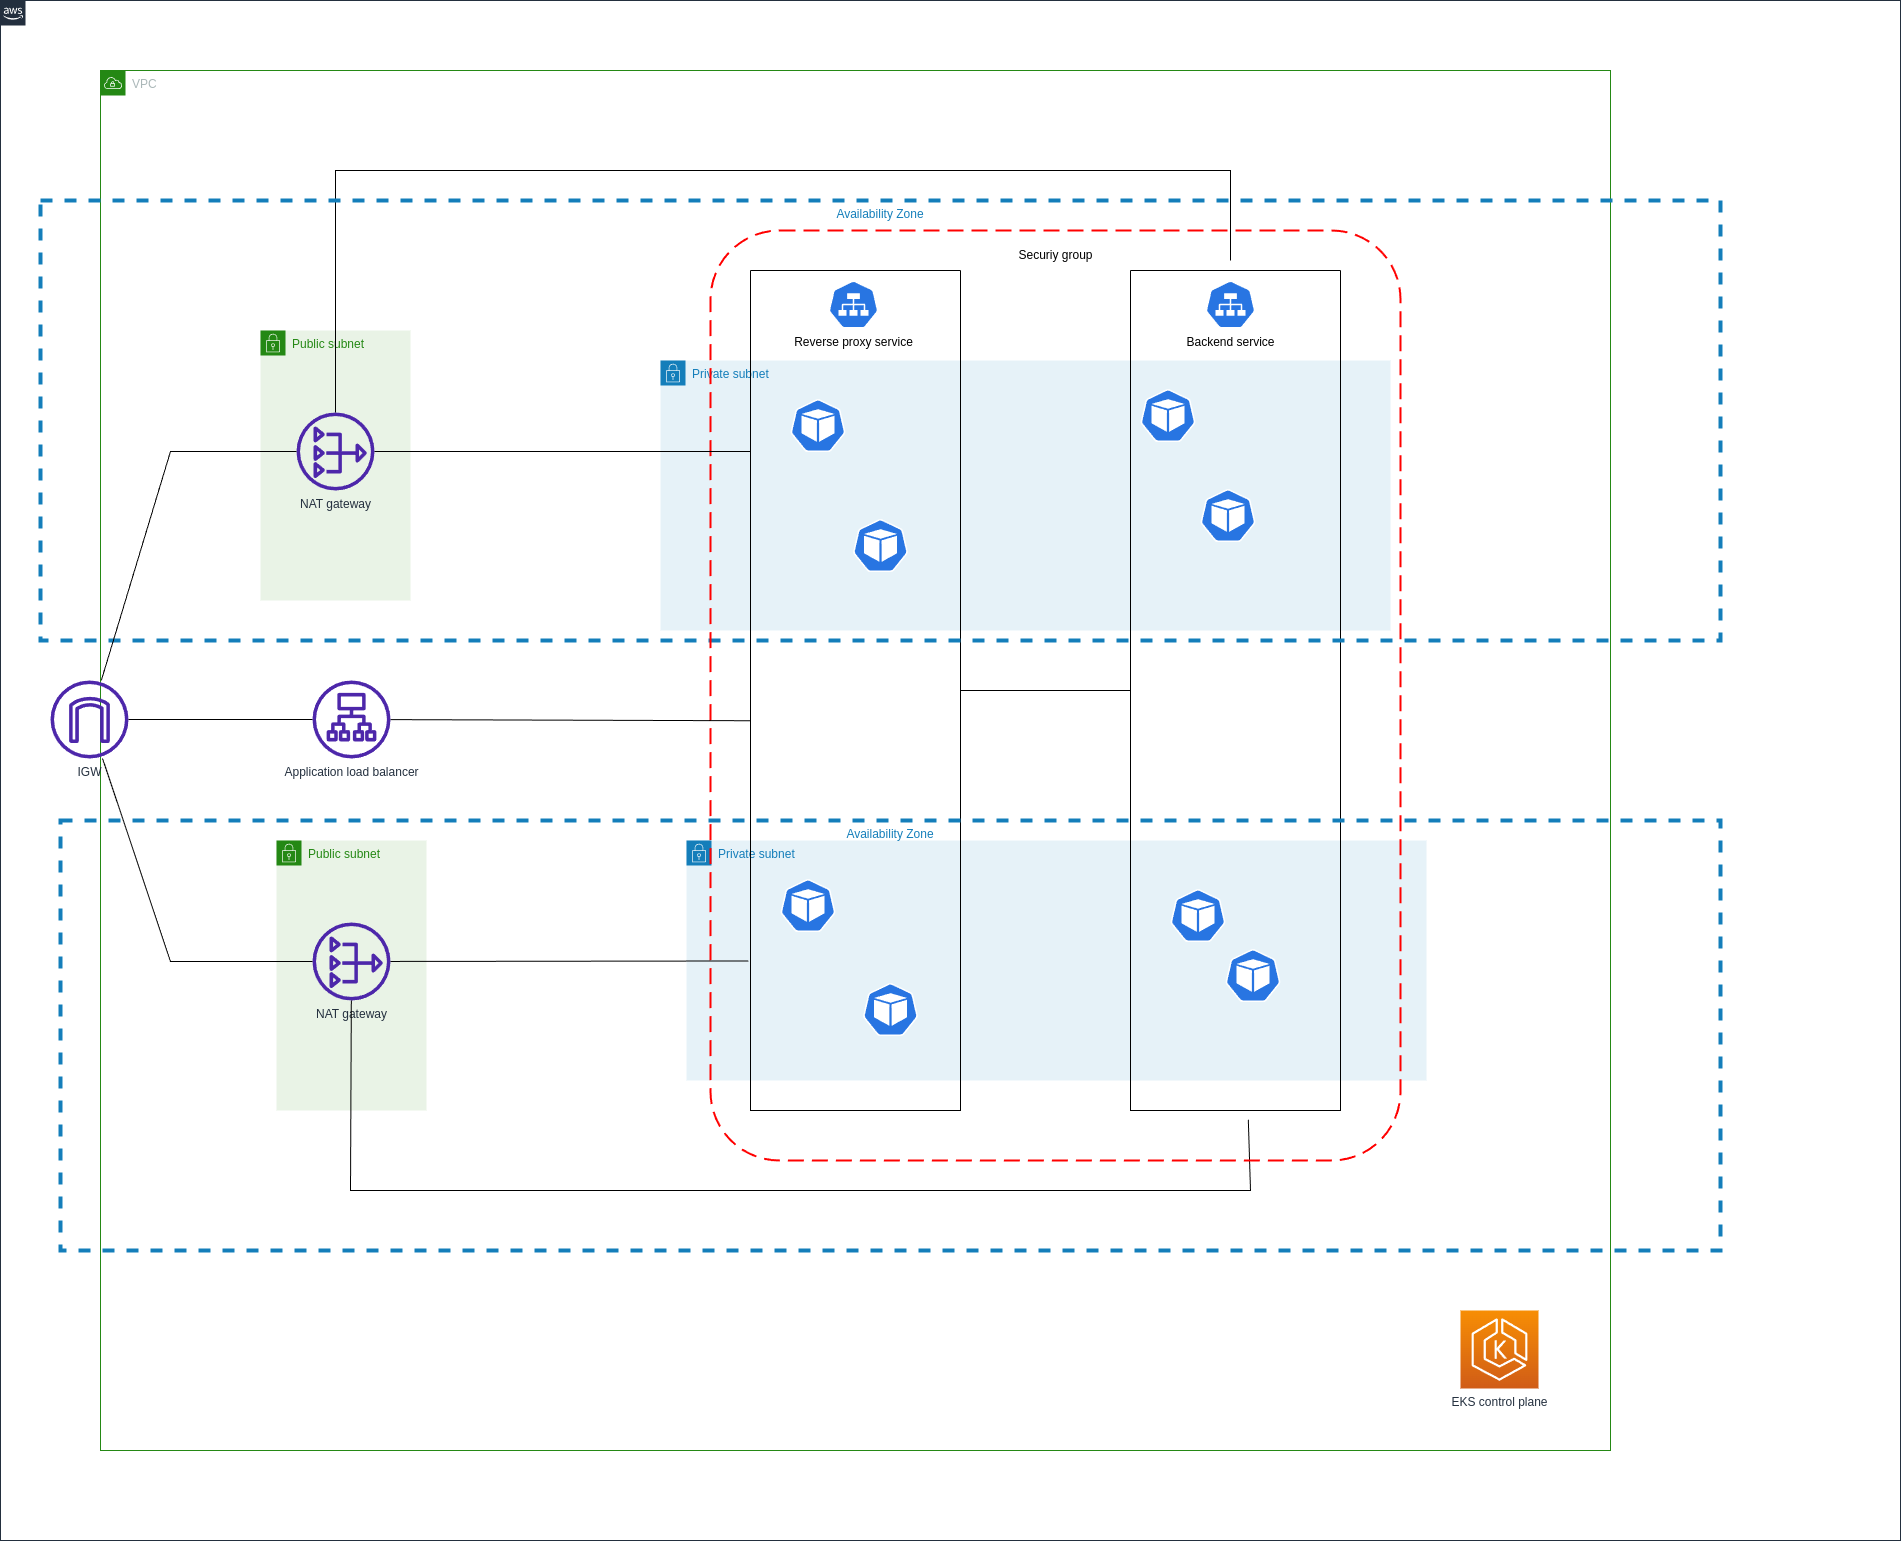 aws
VPC
Availability Zone
Securiy group
Reverse proxy service
Backend service
Public subnet
Private subnet
NAT gateway
IGW
Application load balancer
Availability Zone
Public subnet
Private subnet
NAT gateway
K
EKS control plane